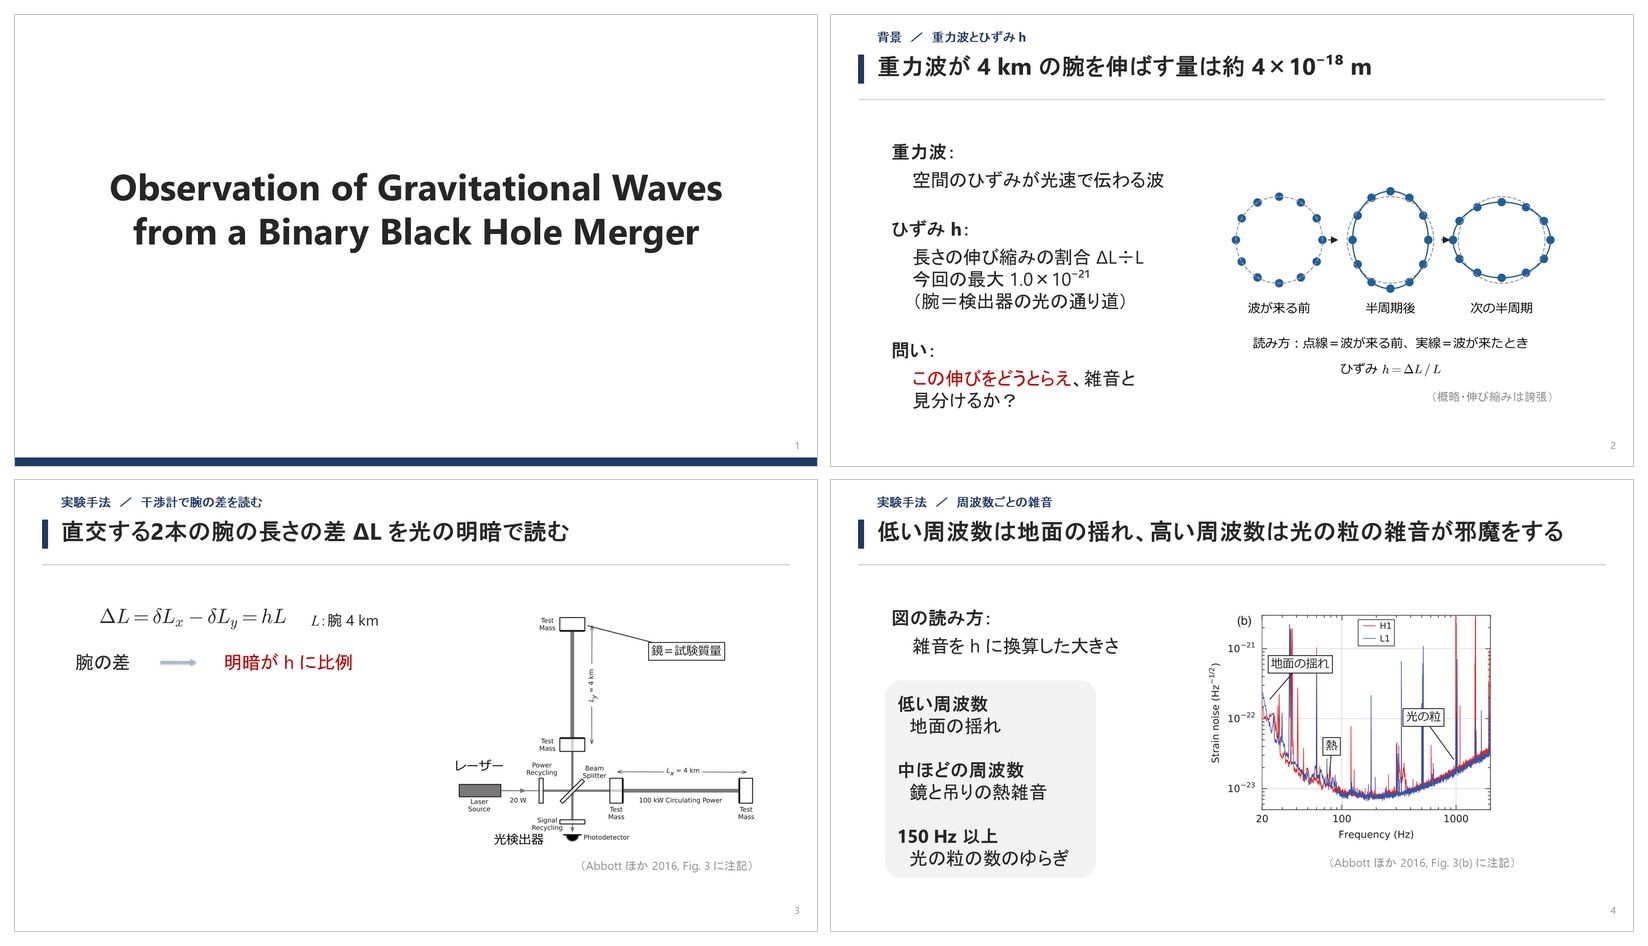 Observation of Gravitational Waves
from a Binary Black Hole Merger
1
背景 ／ 重力波とひずみ h
重力波が 4 km の腕を伸ばす量は約 4×10⁻¹⁸ m
重力波：
空間のひずみが光速で伝わる波
ひずみ h：
長さの伸び縮みの割合 ΔL÷L
今回の最大 1.0×10⁻²¹
（腕＝検出器の光の通り道）
問い：
この伸びをどうとらえ、雑音と
見分けるか？
波が来る前 半周期後 次の半周期
読み方：点線＝波が来る前、実線＝波が来たとき
ひずみ h = ΔL / L
（概略・伸び縮みは誇張）
2
実験手法 ／ 干渉計で腕の差を読む
直交する2本の腕の長さの差 ΔL を光の明暗で読む
ΔL = δLₓ − δL_y = hL L：腕 4 km
腕の差 明暗が h に比例
Test
Mass
鏡＝試験質量
L_y = 4 km
Test
Mass
レーザー
Power
Recycling
Beam
Splitter
Lₓ = 4 km
Laser
Source
20 W
100 kW Circulating Power
Test
Mass
Test
Mass
Signal
Recycling
光検出器
Photodetector
（Abbott ほか 2016, Fig. 3 に注記）
3
実験手法 ／ 周波数ごとの雑音
低い周波数は地面の揺れ、高い周波数は光の粒の雑音が邪魔をする
図の読み方：
雑音を h に換算した大きさ
低い周波数
地面の揺れ
中ほどの周波数
鏡と吊りの熱雑音
150 Hz 以上
光の粒の数のゆらぎ
(b)
H1
L1
10⁻²¹
地面の揺れ
10⁻²²
光の粒
熱
10⁻²³
Strain noise (Hz^−1/2)
20 100 1000
Frequency (Hz)
（Abbott ほか 2016, Fig. 3(b) に注記）
4